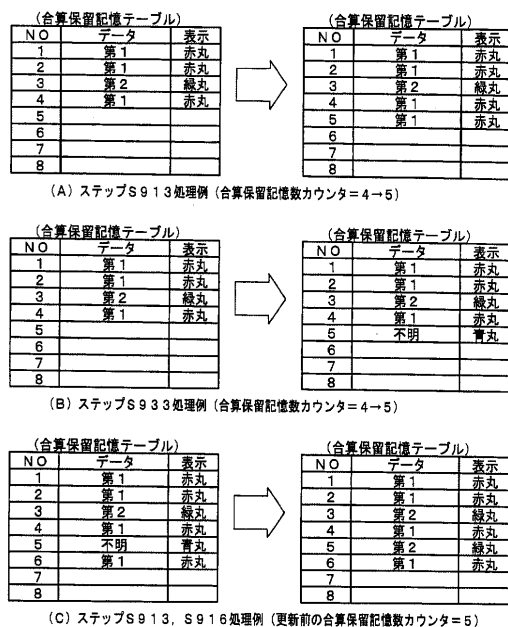 (合算保留記憶テーブル)
NO データ 表示
1 第1 赤丸
2 第1 赤丸
3 第2 緑丸
4 第1 赤丸
5
6
7
8
(合算保留記憶テーブル)
NO データ 表示
1 第1 赤丸
2 第1 赤丸
3 第2 緑丸
4 第1 赤丸
5 第1 赤丸
6
7
8
(A) ステップS913処理例(合算保留記憶数カウンタ=4→5)
(合算保留記憶テーブル)
NO データ 表示
1 第1 赤丸
2 第1 赤丸
3 第2 緑丸
4 第1 赤丸
5
6
7
8
(合算保留記憶テーブル)
NO データ 表示
1 第1 赤丸
2 第1 赤丸
3 第2 緑丸
4 第1 赤丸
5 不明 青丸
6
7
8
(B) ステップS933処理例(合算保留記憶数カウンタ=4→5)
(合算保留記憶テーブル)
NO データ 表示
1 第1 赤丸
2 第1 赤丸
3 第2 緑丸
4 第1 赤丸
5 不明 青丸
6 第1 赤丸
7
8
(合算保留記憶テーブル)
NO データ 表示
1 第1 赤丸
2 第1 赤丸
3 第2 緑丸
4 第1 赤丸
5 第2 緑丸
6 第1 赤丸
7
8
(C) ステップS913,S916処理例(更新前の合算保留記憶数カウンタ=5)